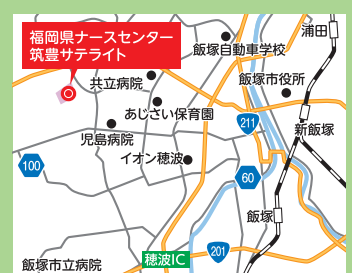 福岡県ナースセンター
筑豊サテライト
浦田
飯塚自動車学校
共立病院
飯塚市役所
あじさい保育園
211
児島病院
新飯塚
イオン穂波
100
60
飯塚
穂波IC
201
飯塚市立病院